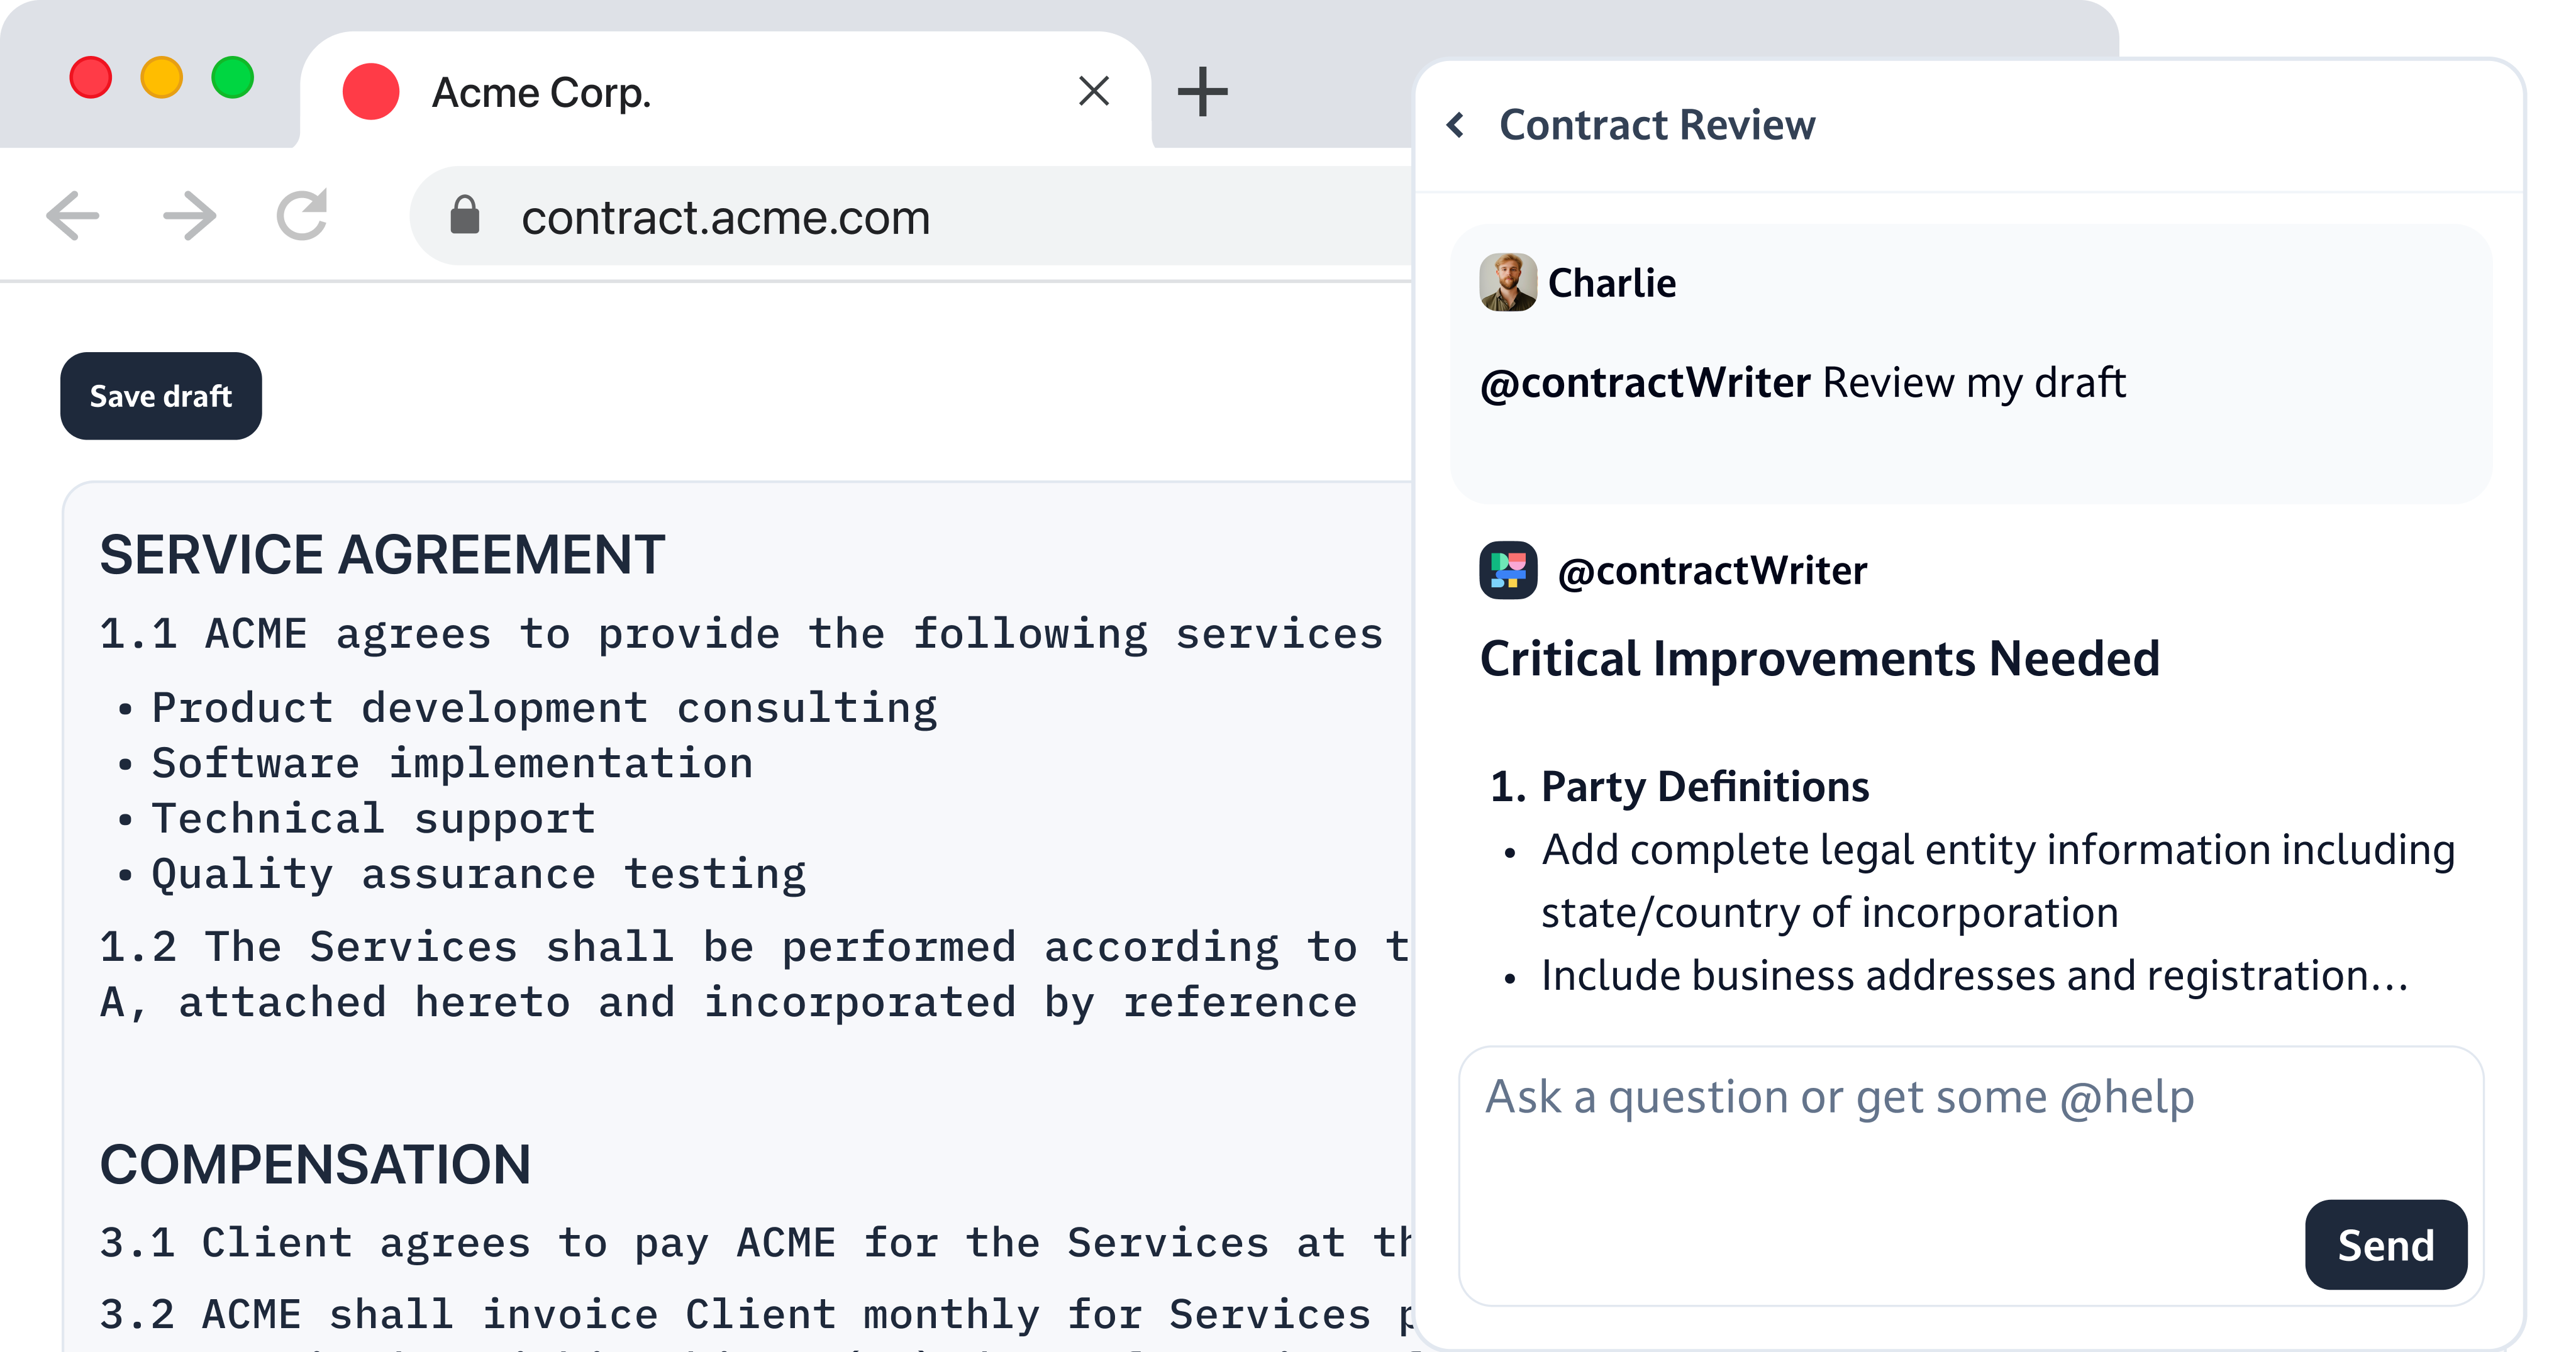 Acme Corp.
contract.acme.com
Save draft
SERVICE AGREEMENT
1.1 ACME agrees to provide the following services
• Product development consulting
• Software implementation
• Technical support
• Quality assurance testing
1.2 The Services shall be performed according to
A, attached hereto and incorporated by reference
COMPENSATION
3.1 Client agrees to pay ACME for the Services at
3.2 ACME shall invoice Client monthly for Services
Contract Review
Charlie
@contractWriter Review my draft
@contractWriter
Critical Improvements Needed
1. Party Definitions
• Add complete legal entity information including
state/country of incorporation
• Include business addresses and registration...
Ask a question or get some @help
Send